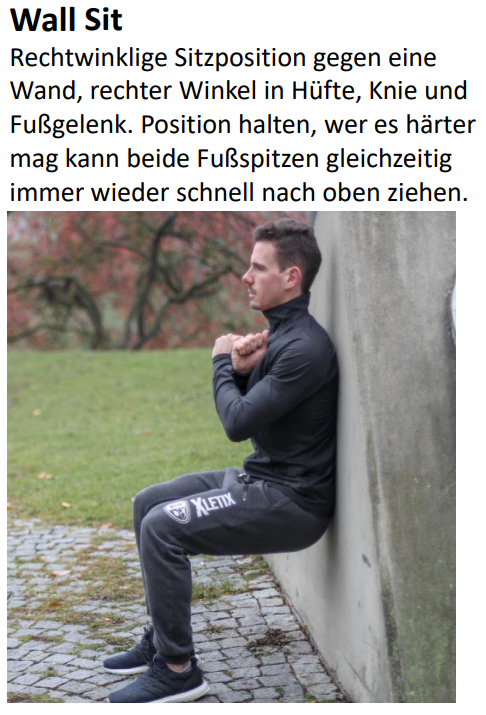 Wall Sit
Rechtwinklige Sitzposition gegen eine
Wand, rechter Winkel in Hüfte, Knie und
Fußgelenk. Position halten, wer es härter
mag kann beide Fußspitzen gleichzeitig
immer wieder schnell nach oben ziehen.
XLETIX